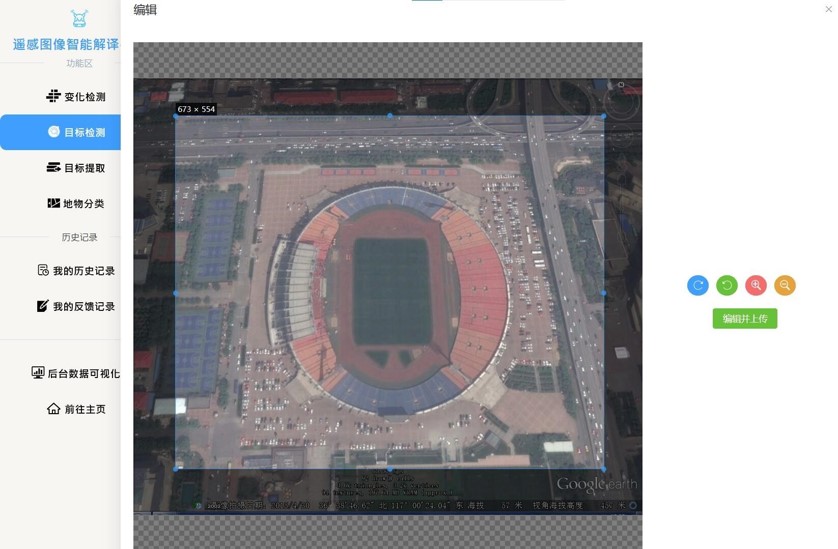 编辑
遥感图像智能解译
功能区
变化检测
目标检测
目标提取
地物分类
历史记录
我的历史记录
我的反馈记录
后台数据可视化
前往主页
673 × 554
编辑并上传
Google earth